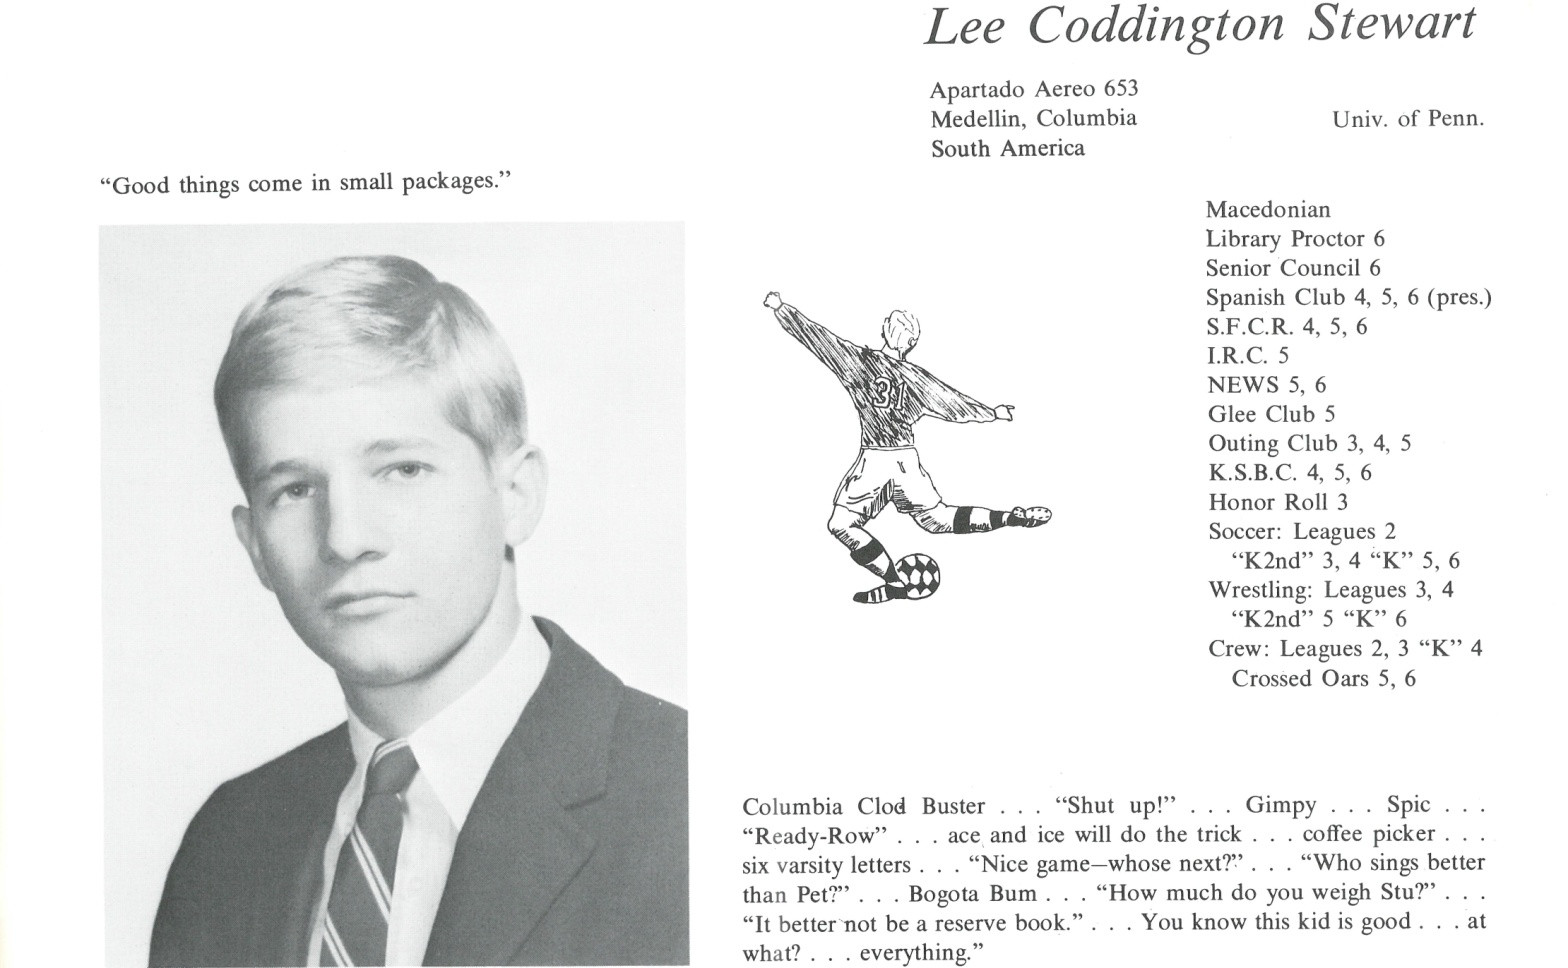 Lee Coddington Stewart
Apartado Aereo 653
Medellin, Columbia
Univ. of Penn.
South America
“Good things come in small packages.”
Macedonian
Library Proctor 6
Senior Council 6
Spanish Club 4, 5, 6 (pres.)
S.F.C.R. 4, 5, 6
I.R.C. 5
NEWS 5, 6
Glee Club 5
Outing Club 3, 4, 5
K.S.B.C. 4, 5, 6
Honor Roll 3
Soccer: Leagues 2
“K2nd” 3, 4 “K” 5, 6
Wrestling: Leagues 3, 4
“K2nd” 5 “K” 6
Crew: Leagues 2, 3 “K” 4
Crossed Oars 5, 6
31
Columbia Clod Buster . . . “Shut up!” . . . Gimpy . . . Spic . . .
“Ready-Row” . . . ace and ice will do the trick . . . coffee picker . . .
six varsity letters . . . “Nice game—whose next?” . . . “Who sings better
than Pet?” . . . Bogota Bum . . . “How much do you weigh Stu?” . . .
“It better not be a reserve book.” . . . You know this kid is good . . . at
what? . . . everything.”